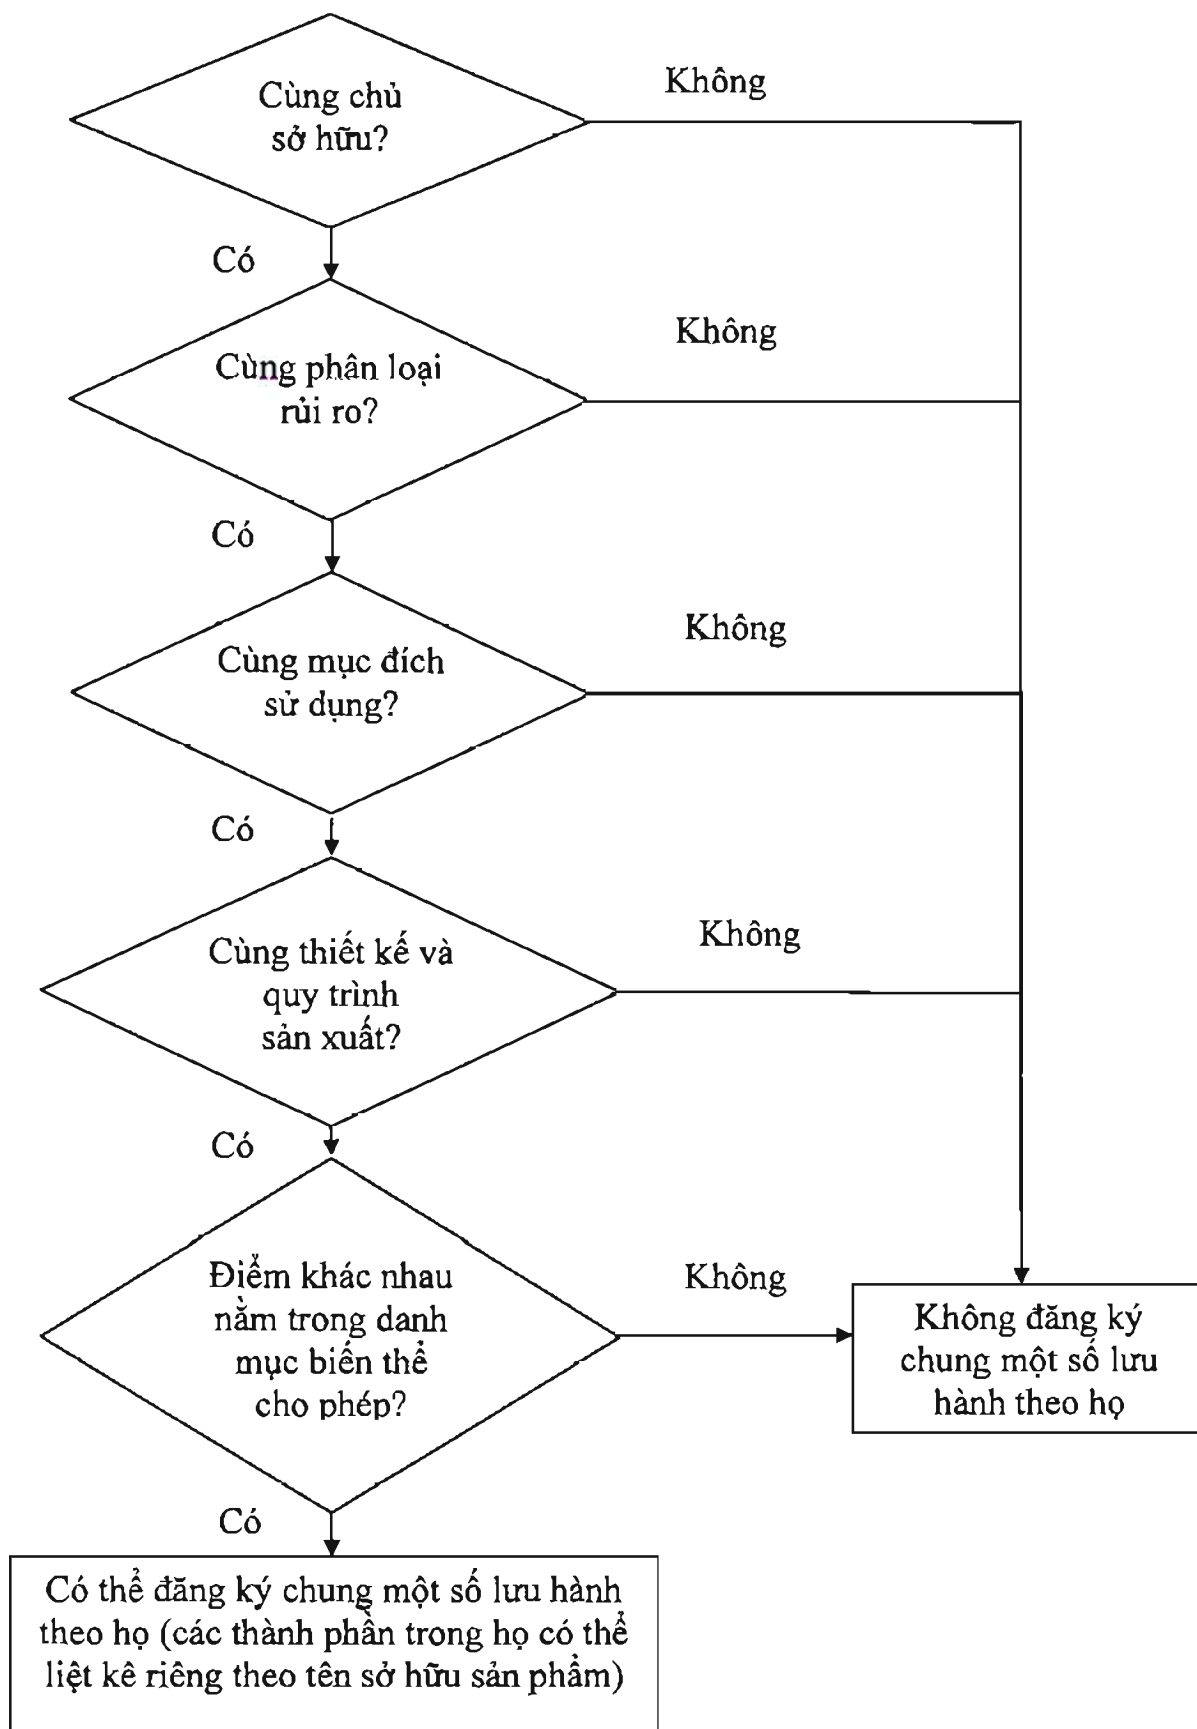 Cùng chủ
sở hữu?
Không
Có
Cùng phân loại
rủi ro?
Không
Có
Cùng mục đích
sử dụng?
Không
Có
Cùng thiết kế và
quy trình
sản xuất?
Không
Có
Điểm khác nhau
nằm trong danh
mục biến thể
cho phép?
Không
Không đăng ký
chung một số lưu
hành theo họ
Có
Có thể đăng ký chung một số lưu hành
theo họ (các thành phần trong họ có thể
liệt kê riêng theo tên sở hữu sản phẩm)